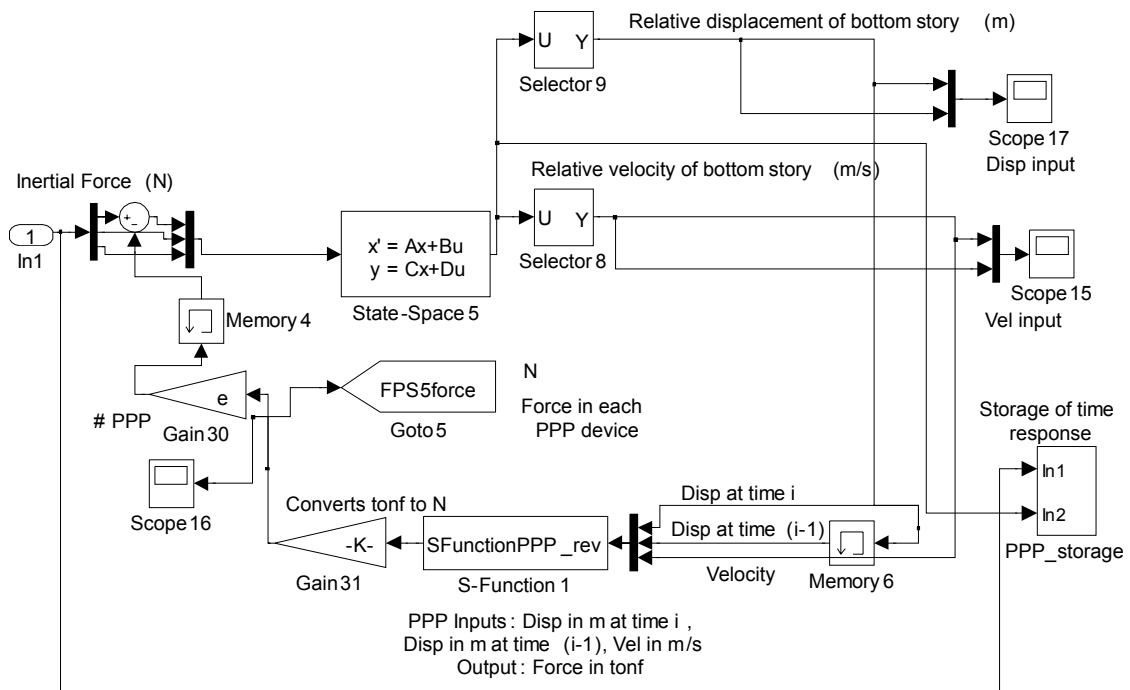 Relative displacement of bottom story (m)
U Y
Selector 9
Scope 17
Disp input
Inertial Force (N)
Relative velocity of bottom story (m/s)
1
In1
+
−
x' = Ax+Bu
y = Cx+Du
State-Space 5
U Y
Selector 8
Scope 15
Vel input
Memory 4
e
# PPP
Gain 30
FPS5force
Goto 5
N
Force in each
PPP device
Storage of time
response
In1
In2
PPP_storage
Scope 16
Converts tonf to N
-K-
Gain 31
SFunctionPPP _rev
S-Function 1
Disp at time i
Disp at time (i-1)
Velocity
Memory 6
PPP Inputs : Disp in m at time i ,
Disp in m at time (i-1), Vel in m/s
Output : Force in tonf